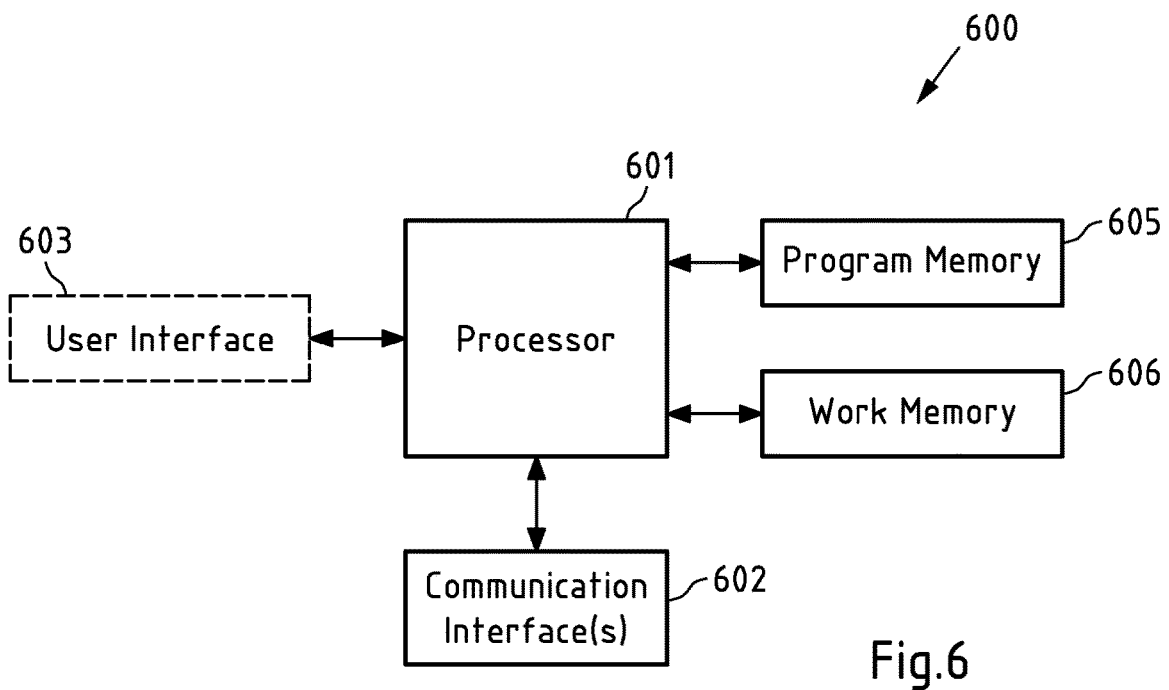 600
601
603
605
User Interface
Processor
Program Memory
606
Work Memory
602
Communication
Interface(s)
Fig.6